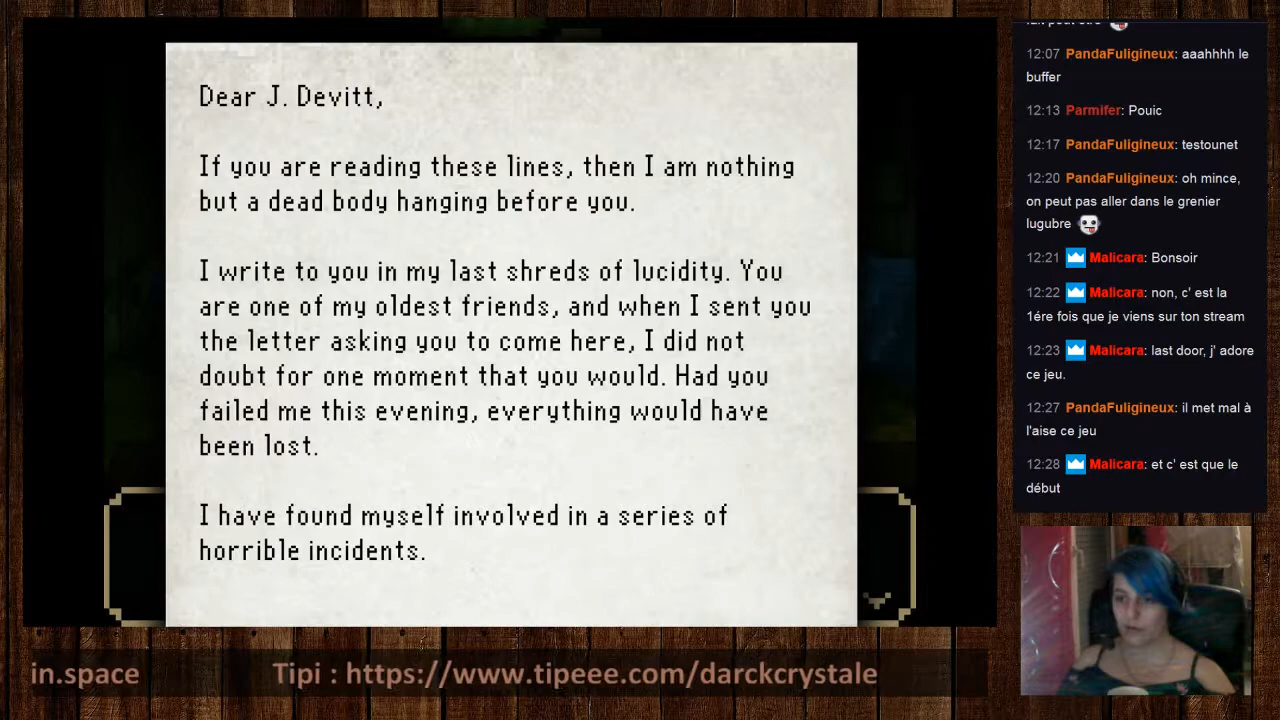 Dear J. Devitt,
If you are reading these lines, then I am nothing
but a dead body hanging before you.
I write to you in my last shreds of lucidity. You
are one of my oldest friends, and when I sent you
the letter asking you to come here, I did not
doubt for one moment that you would. Had you
failed me this evening, everything would have
been lost.
I have found myself involved in a series of
horrible incidents.
12:07 PandaFuligineux: aaahhhh le
buffer
12:13 Parmifer: Pouic
12:17 PandaFuligineux: testounet
12:20 PandaFuligineux: oh mince,
on peut pas aller dans le grenier
lugubre
12:21 Malicara: Bonsoir
12:22 Malicara: non, c' est la
1ére fois que je viens sur ton stream
12:23 Malicara: last door, j' adore
ce jeu.
12:27 PandaFuligineux: il met mal à
l'aise ce jeu
12:28 Malicara: et c' est que le
début
in.space Tipi : https://www.tipeee.com/darckcrystale